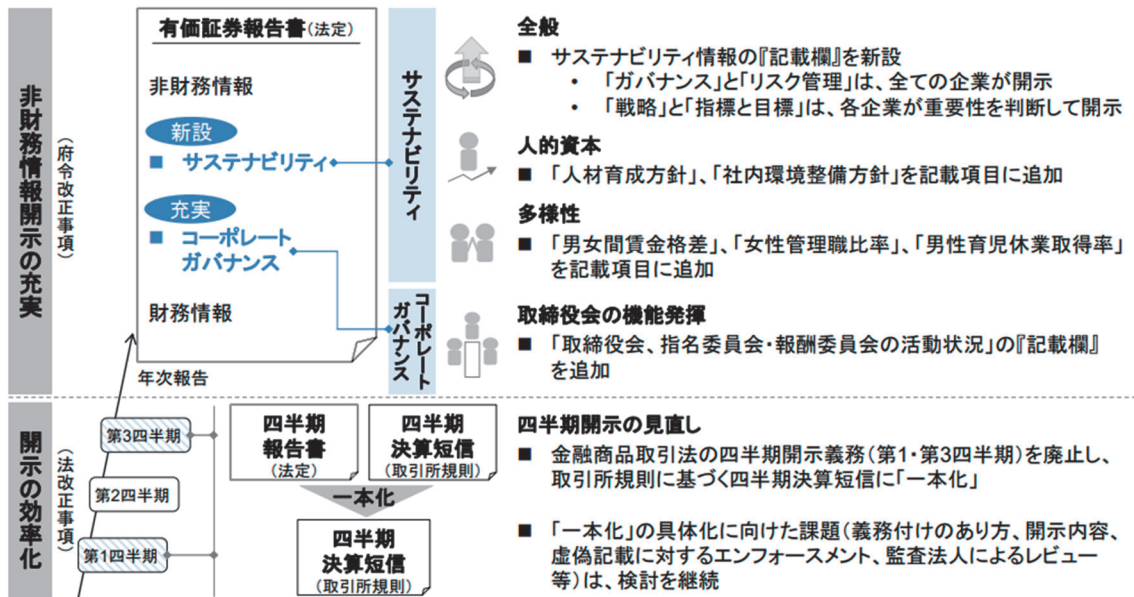 非財務情報開示の充実
（府令改正事項）
有価証券報告書（法定）
非財務情報
新設
■ サステナビリティ
充実
■ コーポレート
ガバナンス
財務情報
年次報告
サステナビリティ
コーポレート
ガバナンス
全般
■ サステナビリティ情報の『記載欄』を新設
・ 「ガバナンス」と「リスク管理」は、全ての企業が開示
・ 「戦略」と「指標と目標」は、各企業が重要性を判断して開示
人的資本
■ 「人材育成方針」、「社内環境整備方針」を記載項目に追加
多様性
■ 「男女間賃金格差」、「女性管理職比率」、「男性育児休業取得率」
を記載項目に追加
取締役会の機能発揮
■ 「取締役会、指名委員会・報酬委員会の活動状況」の『記載欄』
を追加
開示の効率化
（法改正事項）
第3四半期
第2四半期
第1四半期
四半期
報告書
（法定）
四半期
決算短信
（取引所規則）
一本化
四半期
決算短信
（取引所規則）
四半期開示の見直し
■ 金融商品取引法の四半期開示義務（第1・第3四半期）を廃止し、
取引所規則に基づく四半期決算短信に「一本化」
■ 「一本化」の具体化に向けた課題（義務付けのあり方、開示内容、
虚偽記載に対するエンフォースメント、監査法人によるレビュー
等）は、検討を継続